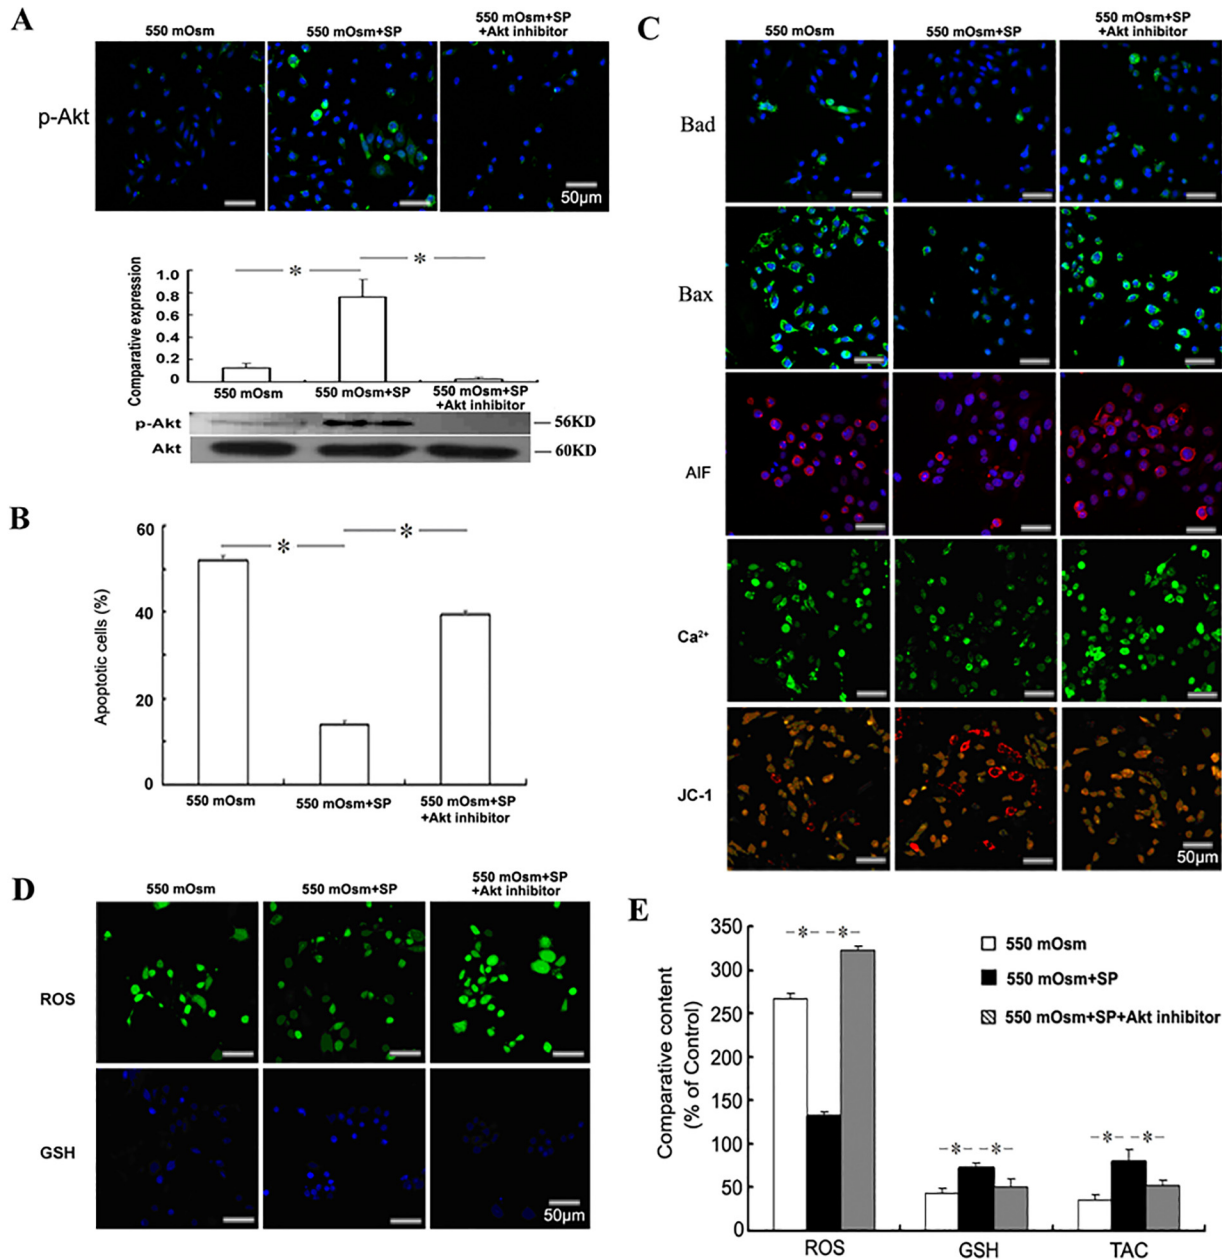 A
550 mOsm
550 mOsm+SP
550 mOsm+SP
+Akt inhibitor
p-Akt
50μm
Comparative expression
1.0
0.8
0.6
0.4
0.2
0
*
*
550 mOsm
550 mOsm+SP
550 mOsm+SP
+Akt inhibitor
p-Akt
56KD
Akt
60KD
B
Apoptotic cells (%)
60
40
20
0
*
*
550 mOsm
550 mOsm+SP
550 mOsm+SP
+Akt inhibitor
C
550 mOsm
550 mOsm+SP
550 mOsm+SP
+Akt inhibitor
Bad
Bax
AIF
Ca²⁺
JC-1
50μm
D
550 mOsm
550 mOsm+SP
550 mOsm+SP
+Akt inhibitor
ROS
GSH
50μm
E
Comparative content
(% of Control)
350
300
250
200
150
100
50
0
* *
* *
* *
550 mOsm
550 mOsm+SP
550 mOsm+SP+Akt inhibitor
ROS
GSH
TAC